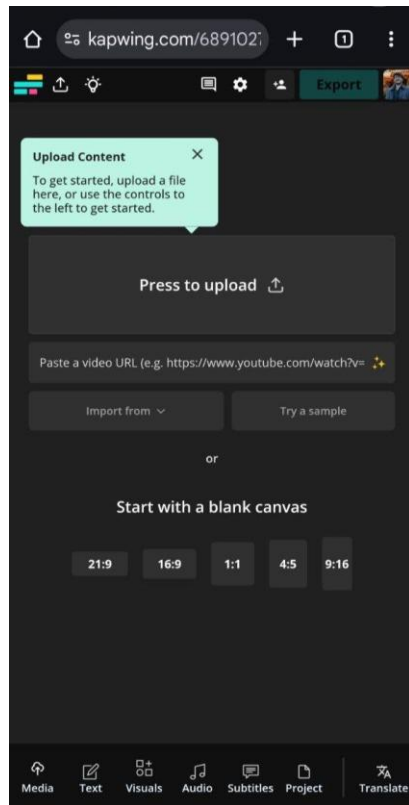 kapwing.com/689102
1
Export
Upload Content
To get started, upload a file
here, or use the controls to
the left to get started.
Press to upload
Paste a video URL (e.g. https://www.youtube.com/watch?v=
Import from
Try a sample
or
Start with a blank canvas
21:9
16:9
1:1
4:5
9:16
Media
Text
Visuals
Audio
Subtitles
Project
Translate